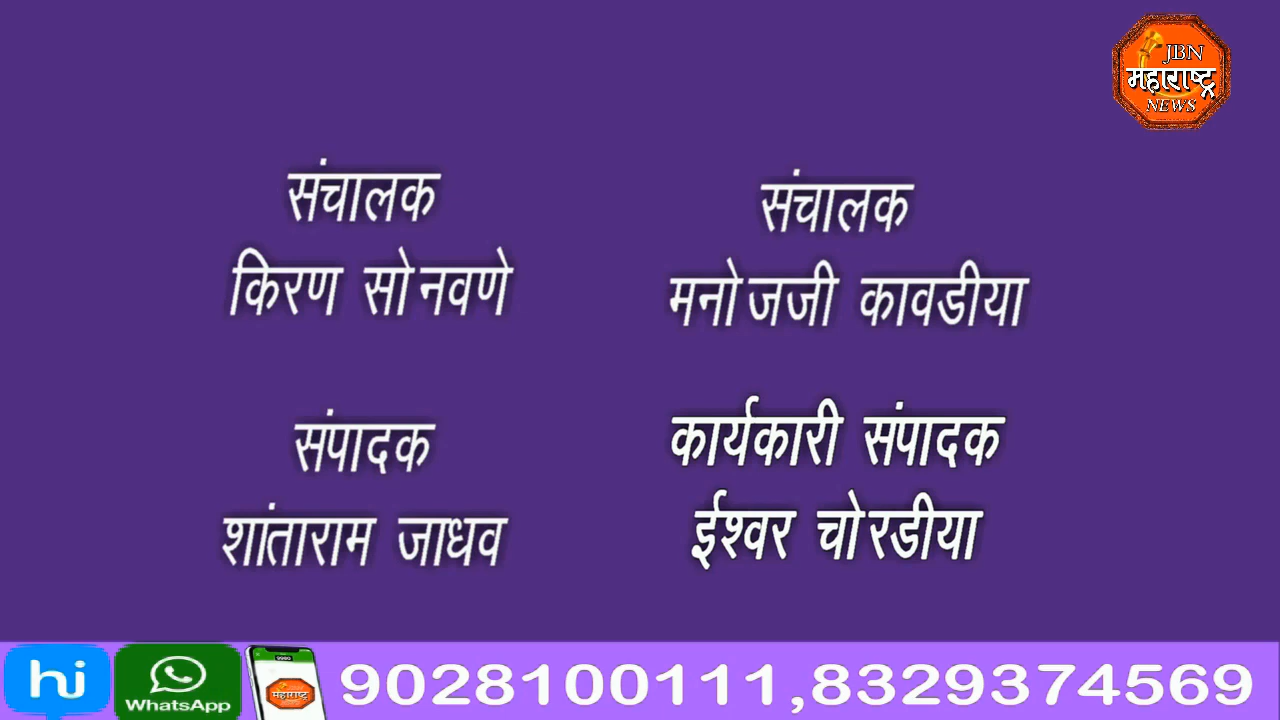 JBN
महाराष्ट्र
NEWS
संचालक
किरण सोनवणे
संचालक
मनोजजी कावडीया
संपादक
शांताराम जाधव
कार्यकारी संपादक
ईश्वर चोरडीया
hi
WhatsApp
महाराष्ट्र
9028100111,8329374569